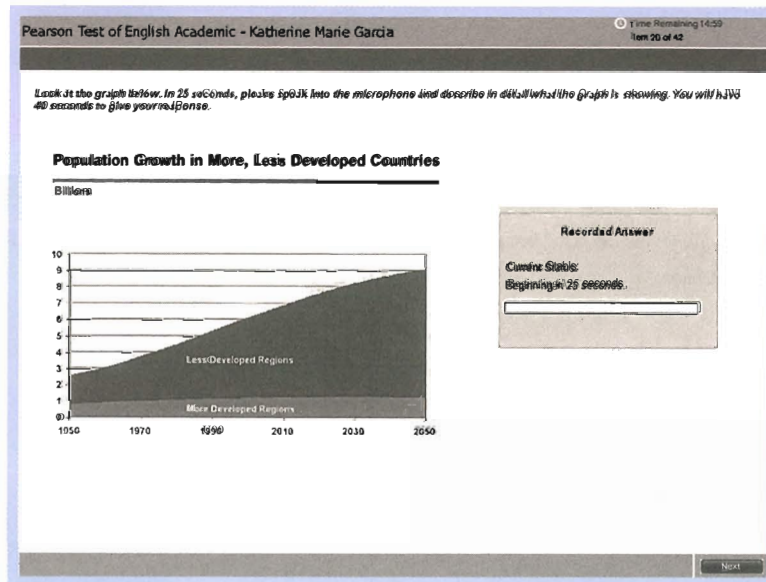 Pearson Test of English Academic - Katherine Marie Garcia
Time Remaining 14:59
Item 20 of 42
Look at the graph below. In 25 seconds, please speak into the microphone and describe in detail what the graph is showing. You will have
40 seconds to give your response.
Population Growth in More, Less Developed Countries
Billions
Recorded Answer
Current Status:
Beginning in 25 seconds.
10
9
8
7
6
5
4
3
2
1
0
Less Developed Regions
More Developed Regions
1950 1970 1990 2010 2030 2050
Next